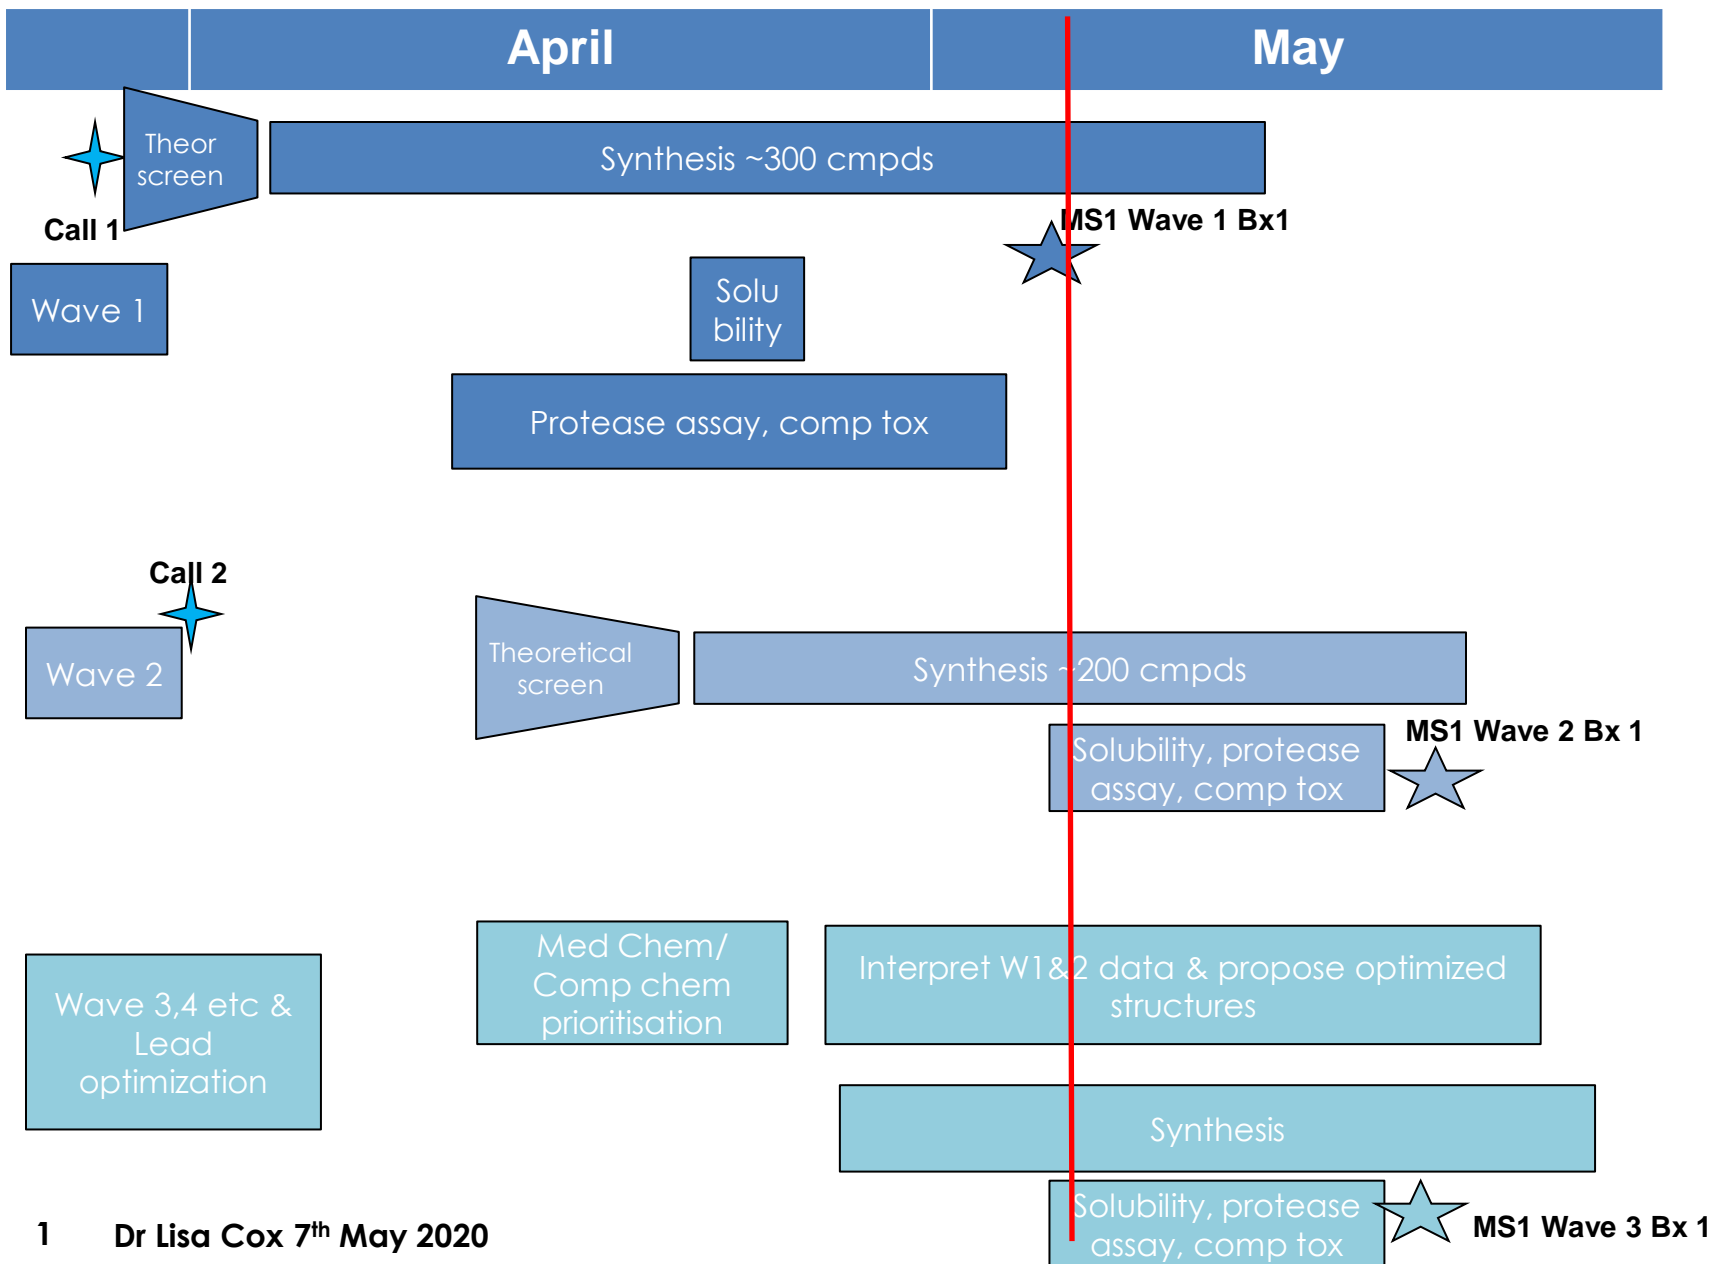 April
May
Theor
screen
Synthesis ~300 cmpds
Call 1
MS1 Wave 1 Bx1
Wave 1
Solu
bility
Protease assay, comp tox
Call 2
Wave 2
Theoretical
screen
Synthesis ~200 cmpds
Solubility, protease
assay, comp tox
MS1 Wave 2 Bx 1
Wave 3,4 etc &
Lead
optimization
Med Chem/
Comp chem
prioritisation
Interpret W1&2 data & propose optimized
structures
Synthesis
Solubility, protease
assay, comp tox
MS1 Wave 3 Bx 1
1 Dr Lisa Cox 7th May 2020